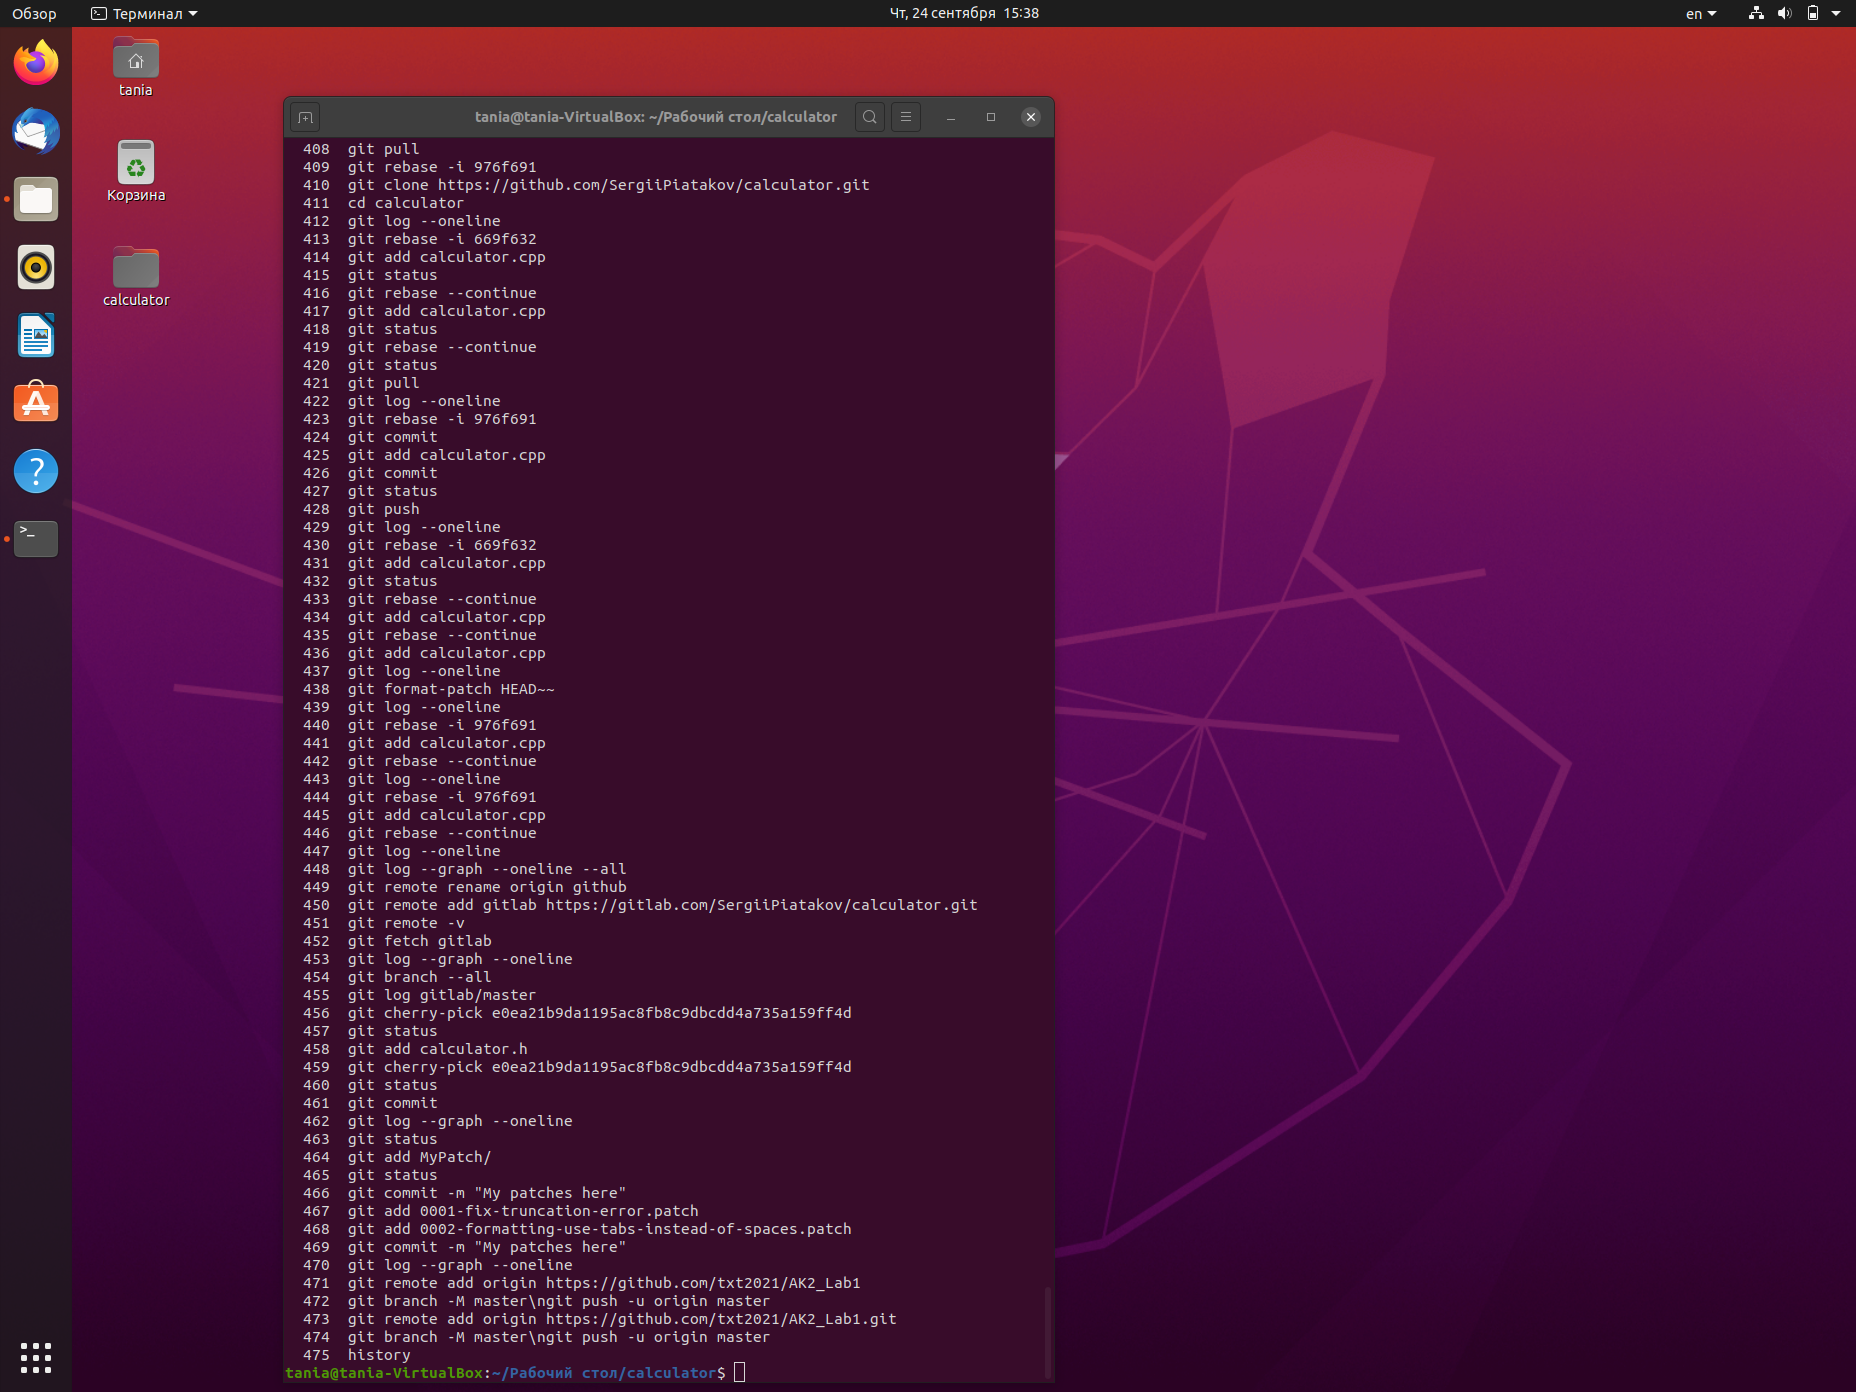 Обзор
Терминал
Чт, 24 сентября 15:38
en
tania
Корзина
calculator
tania@tania-VirtualBox: ~/Рабочий стол/calculator
408 git pull
409 git rebase -i 976f691
410 git clone https://github.com/SergiiPiatakov/calculator.git
411 cd calculator
412 git log --oneline
413 git rebase -i 669f632
414 git add calculator.cpp
415 git status
416 git rebase --continue
417 git add calculator.cpp
418 git status
419 git rebase --continue
420 git status
421 git pull
422 git log --oneline
423 git rebase -i 976f691
424 git commit
425 git add calculator.cpp
426 git commit
427 git status
428 git push
429 git log --oneline
430 git rebase -i 669f632
431 git add calculator.cpp
432 git status
433 git rebase --continue
434 git add calculator.cpp
435 git rebase --continue
436 git add calculator.cpp
437 git log --oneline
438 git format-patch HEAD~~
439 git log --oneline
440 git rebase -i 976f691
441 git add calculator.cpp
442 git rebase --continue
443 git log --oneline
444 git rebase -i 976f691
445 git add calculator.cpp
446 git rebase --continue
447 git log --oneline
448 git log --graph --oneline --all
449 git remote rename origin github
450 git remote add gitlab https://gitlab.com/SergiiPiatakov/calculator.git
451 git remote -v
452 git fetch gitlab
453 git log --graph --oneline
454 git branch --all
455 git log gitlab/master
456 git cherry-pick e0ea21b9da1195ac8fb8c9dbcdd4a735a159ff4d
457 git status
458 git add calculator.h
459 git cherry-pick e0ea21b9da1195ac8fb8c9dbcdd4a735a159ff4d
460 git status
461 git commit
462 git log --graph --oneline
463 git status
464 git add MyPatch/
465 git status
466 git commit -m "My patches here"
467 git add 0001-fix-truncation-error.patch
468 git add 0002-formatting-use-tabs-instead-of-spaces.patch
469 git commit -m "My patches here"
470 git log --graph --oneline
471 git remote add origin https://github.com/txt2021/AK2_Lab1
472 git branch -M master\ngit push -u origin master
473 git remote add origin https://github.com/txt2021/AK2_Lab1.git
474 git branch -M master\ngit push -u origin master
475 history
tania@tania-VirtualBox:~/Рабочий стол/calculator$